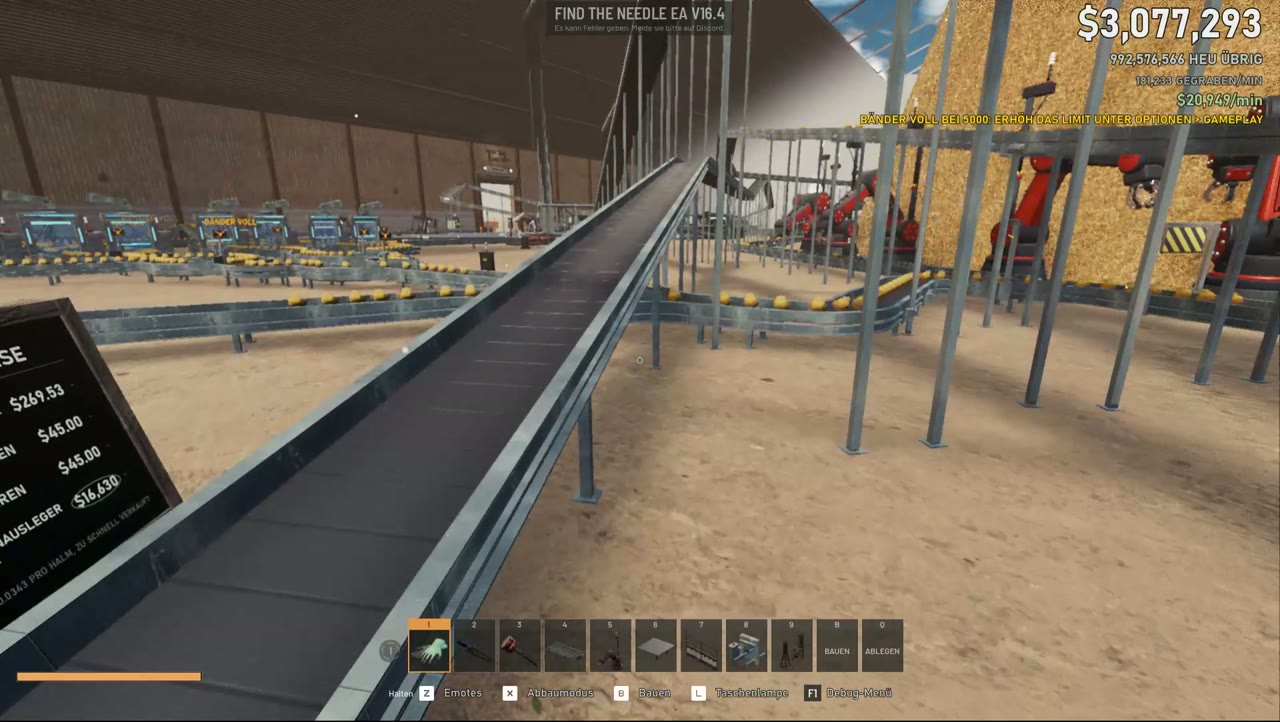 FIND THE NEEDLE EA V16.4
Es kann Fehler geben. Melde sie bitte auf Discord.
$3,077,293
992,576,566 HEU ÜBRIG
181,233 GEGRABEN/MIN
$20,949/min
BÄNDER VOLL BEI 5000: ERHÖH DAS LIMIT UNTER OPTIONEN > GAMEPLAY
BÄNDER VOLL
SE
$269.53
EN $45.00
REN $45.00
NAUSLEGER $16,630
0.0343 PRO HALM, ZU SCHNELL VERKAUFT
1 2 3 4 5 6 7 8 9 B Q
1 BAUEN ABLEGEN
Halten Z Emotes X Abbaumodus B Bauen L Taschenlampe F1 Debug-Menü